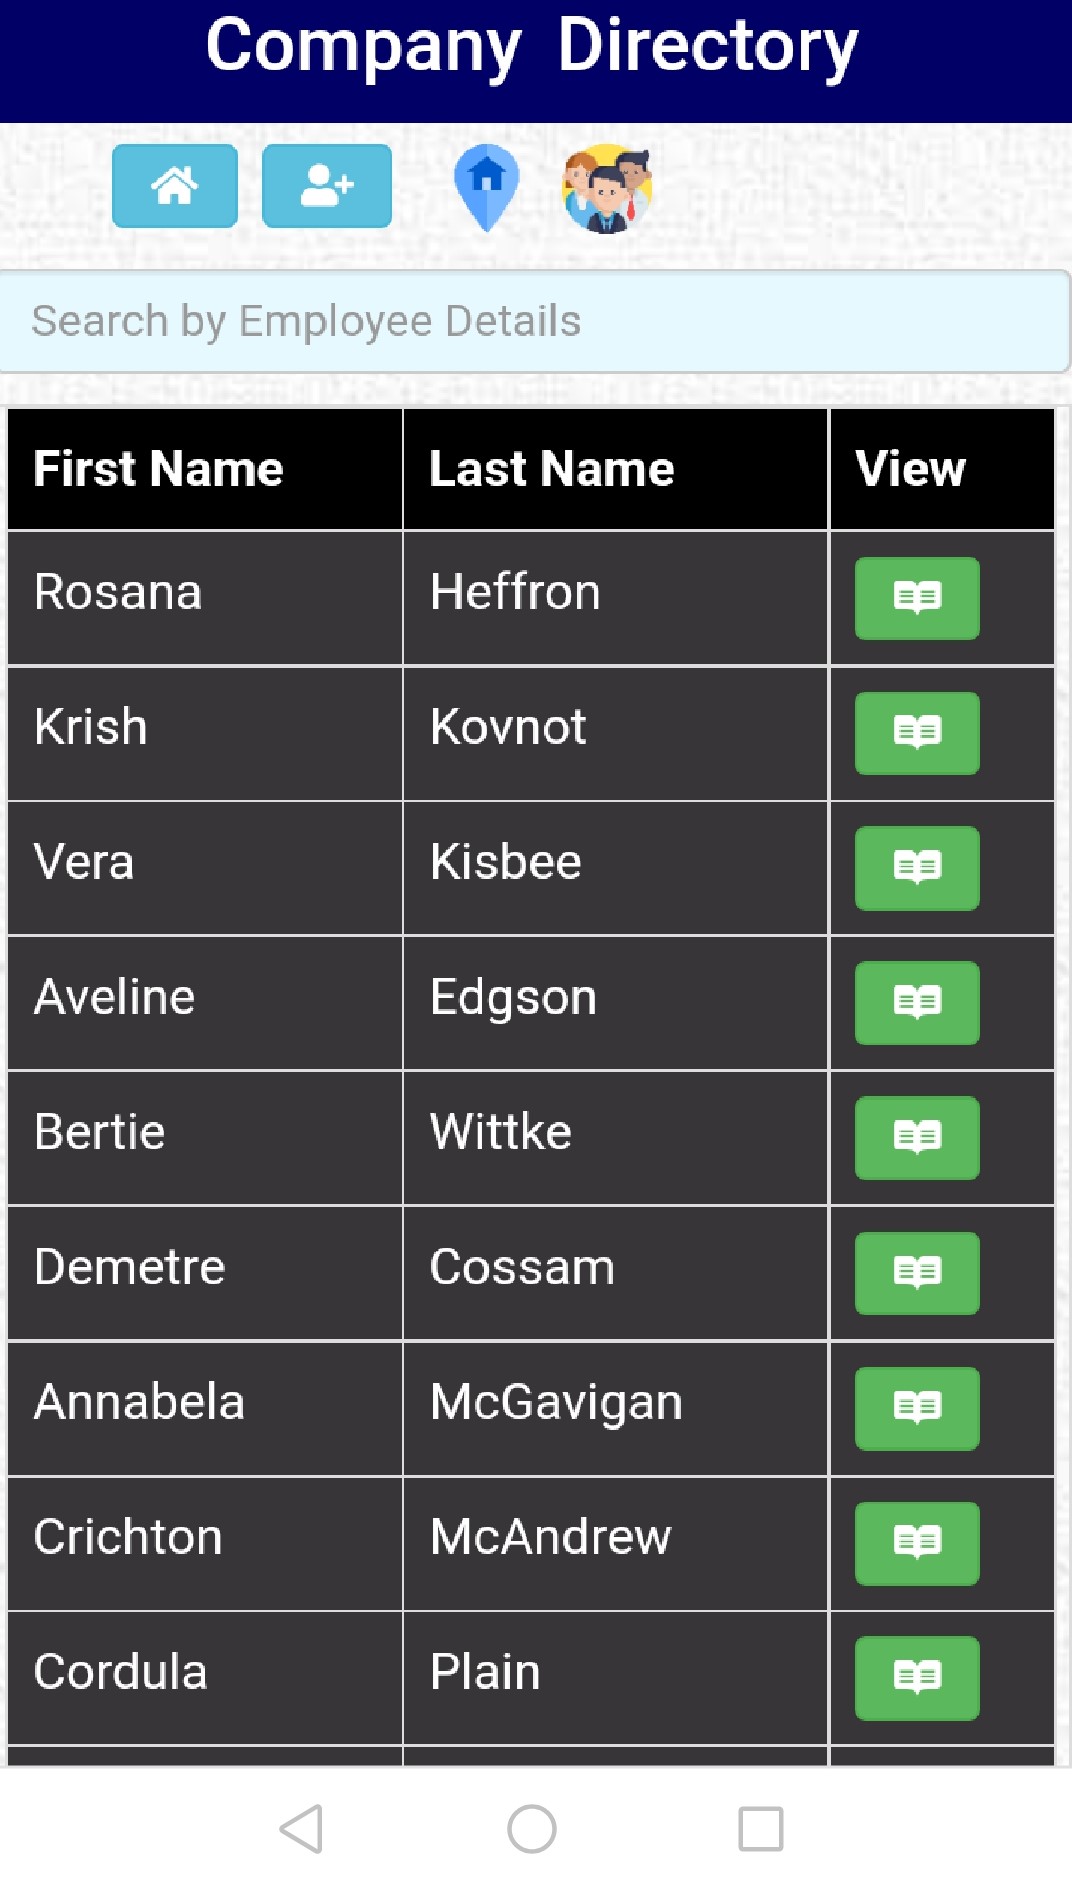 Company Directory
Search by Employee Details
First Name Last Name View
Rosana Heffron
Krish Kovnot
Vera Kisbee
Aveline Edgson
Bertie Wittke
Demetre Cossam
Annabela McGavigan
Crichton McAndrew
Cordula Plain